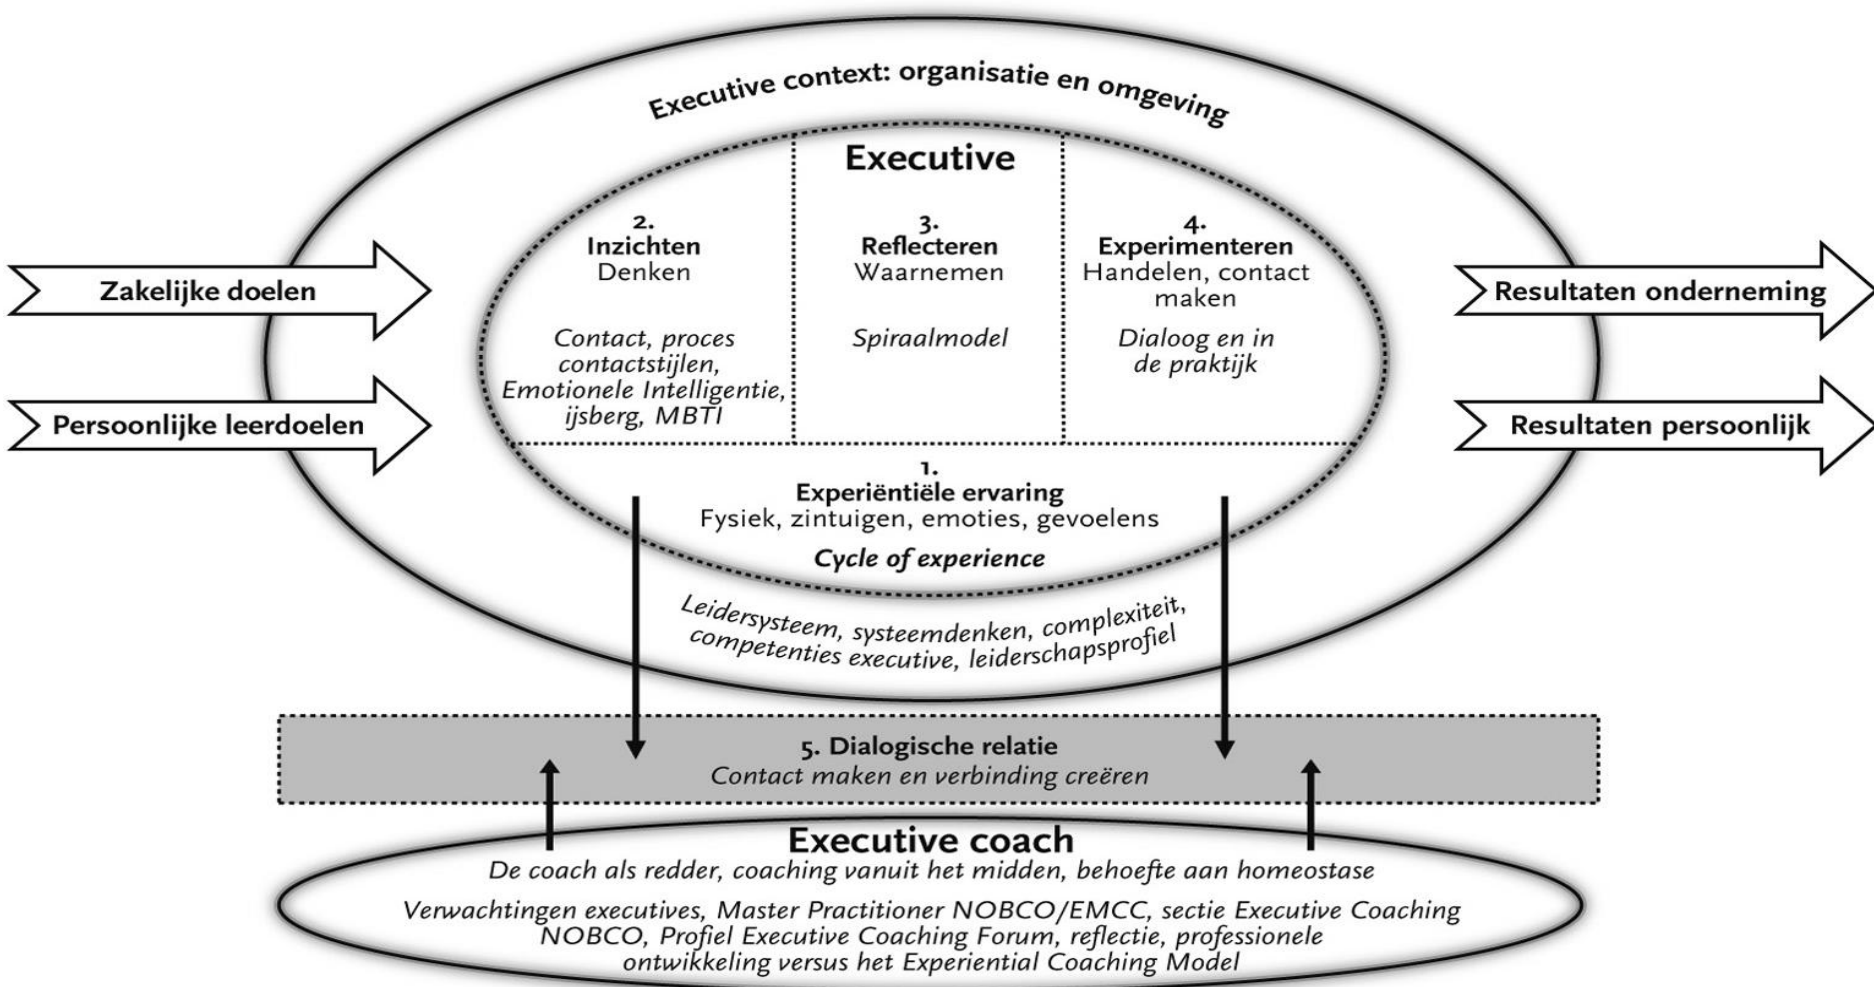 Executive context: organisatie en omgeving
Executive
2.
Inzichten
Denken
Contact, proces
contactstijlen,
Emotionele Intelligentie,
ijsberg, MBTI
3.
Reflecteren
Waarnemen
Spiraalmodel
4.
Experimenteren
Handelen, contact
maken
Dialoog en in
de praktijk
Zakelijke doelen
Persoonlijke leerdoelen
Resultaten onderneming
Resultaten persoonlijk
1.
Experiëntiële ervaring
Fysiek, zintuigen, emoties, gevoelens
Cycle of experience
Leidersysteem, systeemdenken, complexiteit,
competenties executive, leiderschapsprofiel
5. Dialogische relatie
Contact maken en verbinding creëren
Executive coach
De coach als redder, coaching vanuit het midden, behoefte aan homeostase
Verwachtingen executives, Master Practitioner NOBCO/EMCC, sectie Executive Coaching
NOBCO, Profiel Executive Coaching Forum, reflectie, professionele
ontwikkeling versus het Experiential Coaching Model